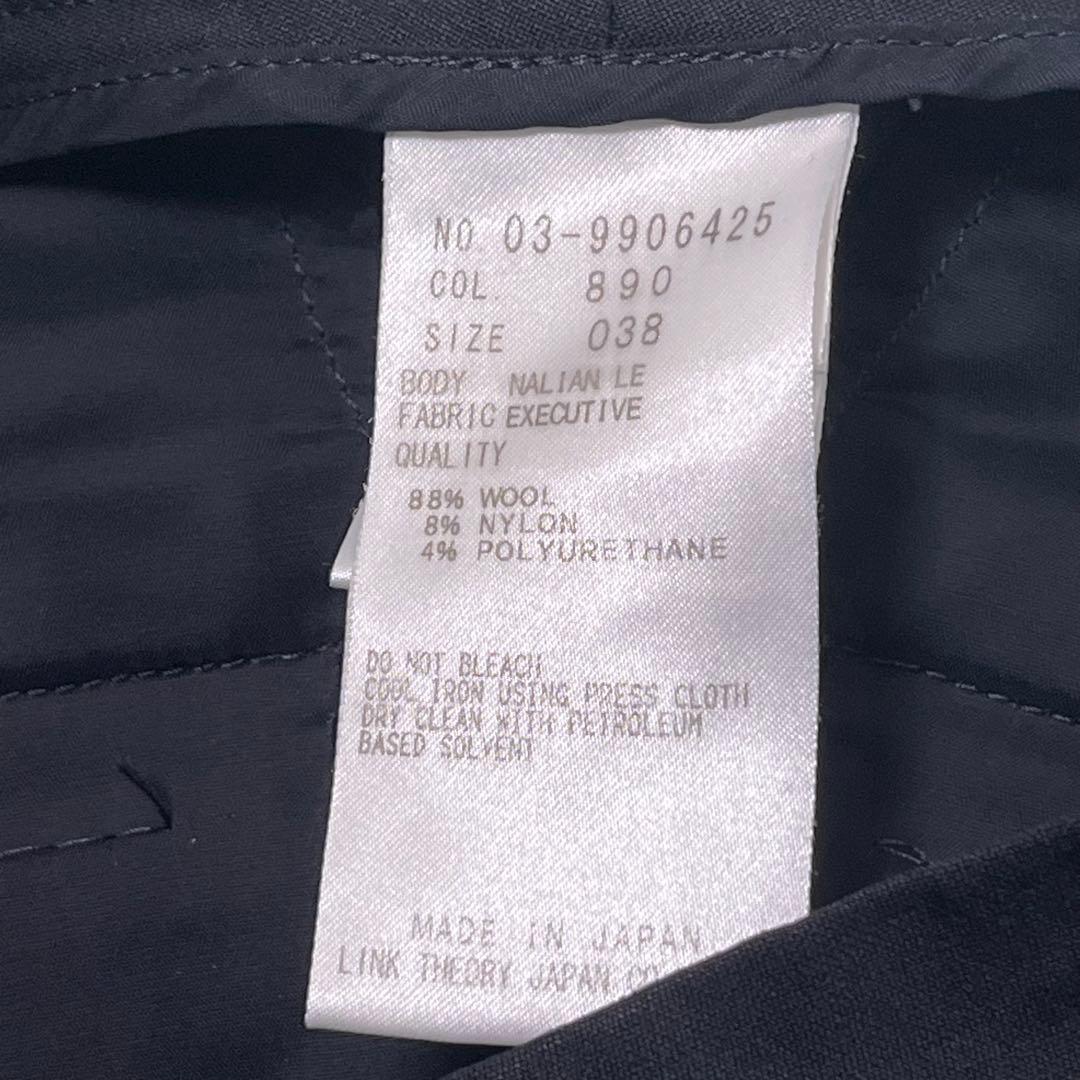 NO 03-9906425
COL. 890
SIZE 038
BODY NALIAN LE
FABRIC EXECUTIVE
QUALITY
88% WOOL
8% NYLON
4% POLYURETHANE
DO NOT BLEACH
COOL IRON USING PRESS CLOTH
DRY CLEAN WITH PETROLEUM
BASED SOLVENT
MADE IN JAPAN
LINK THEORY JAPAN CO